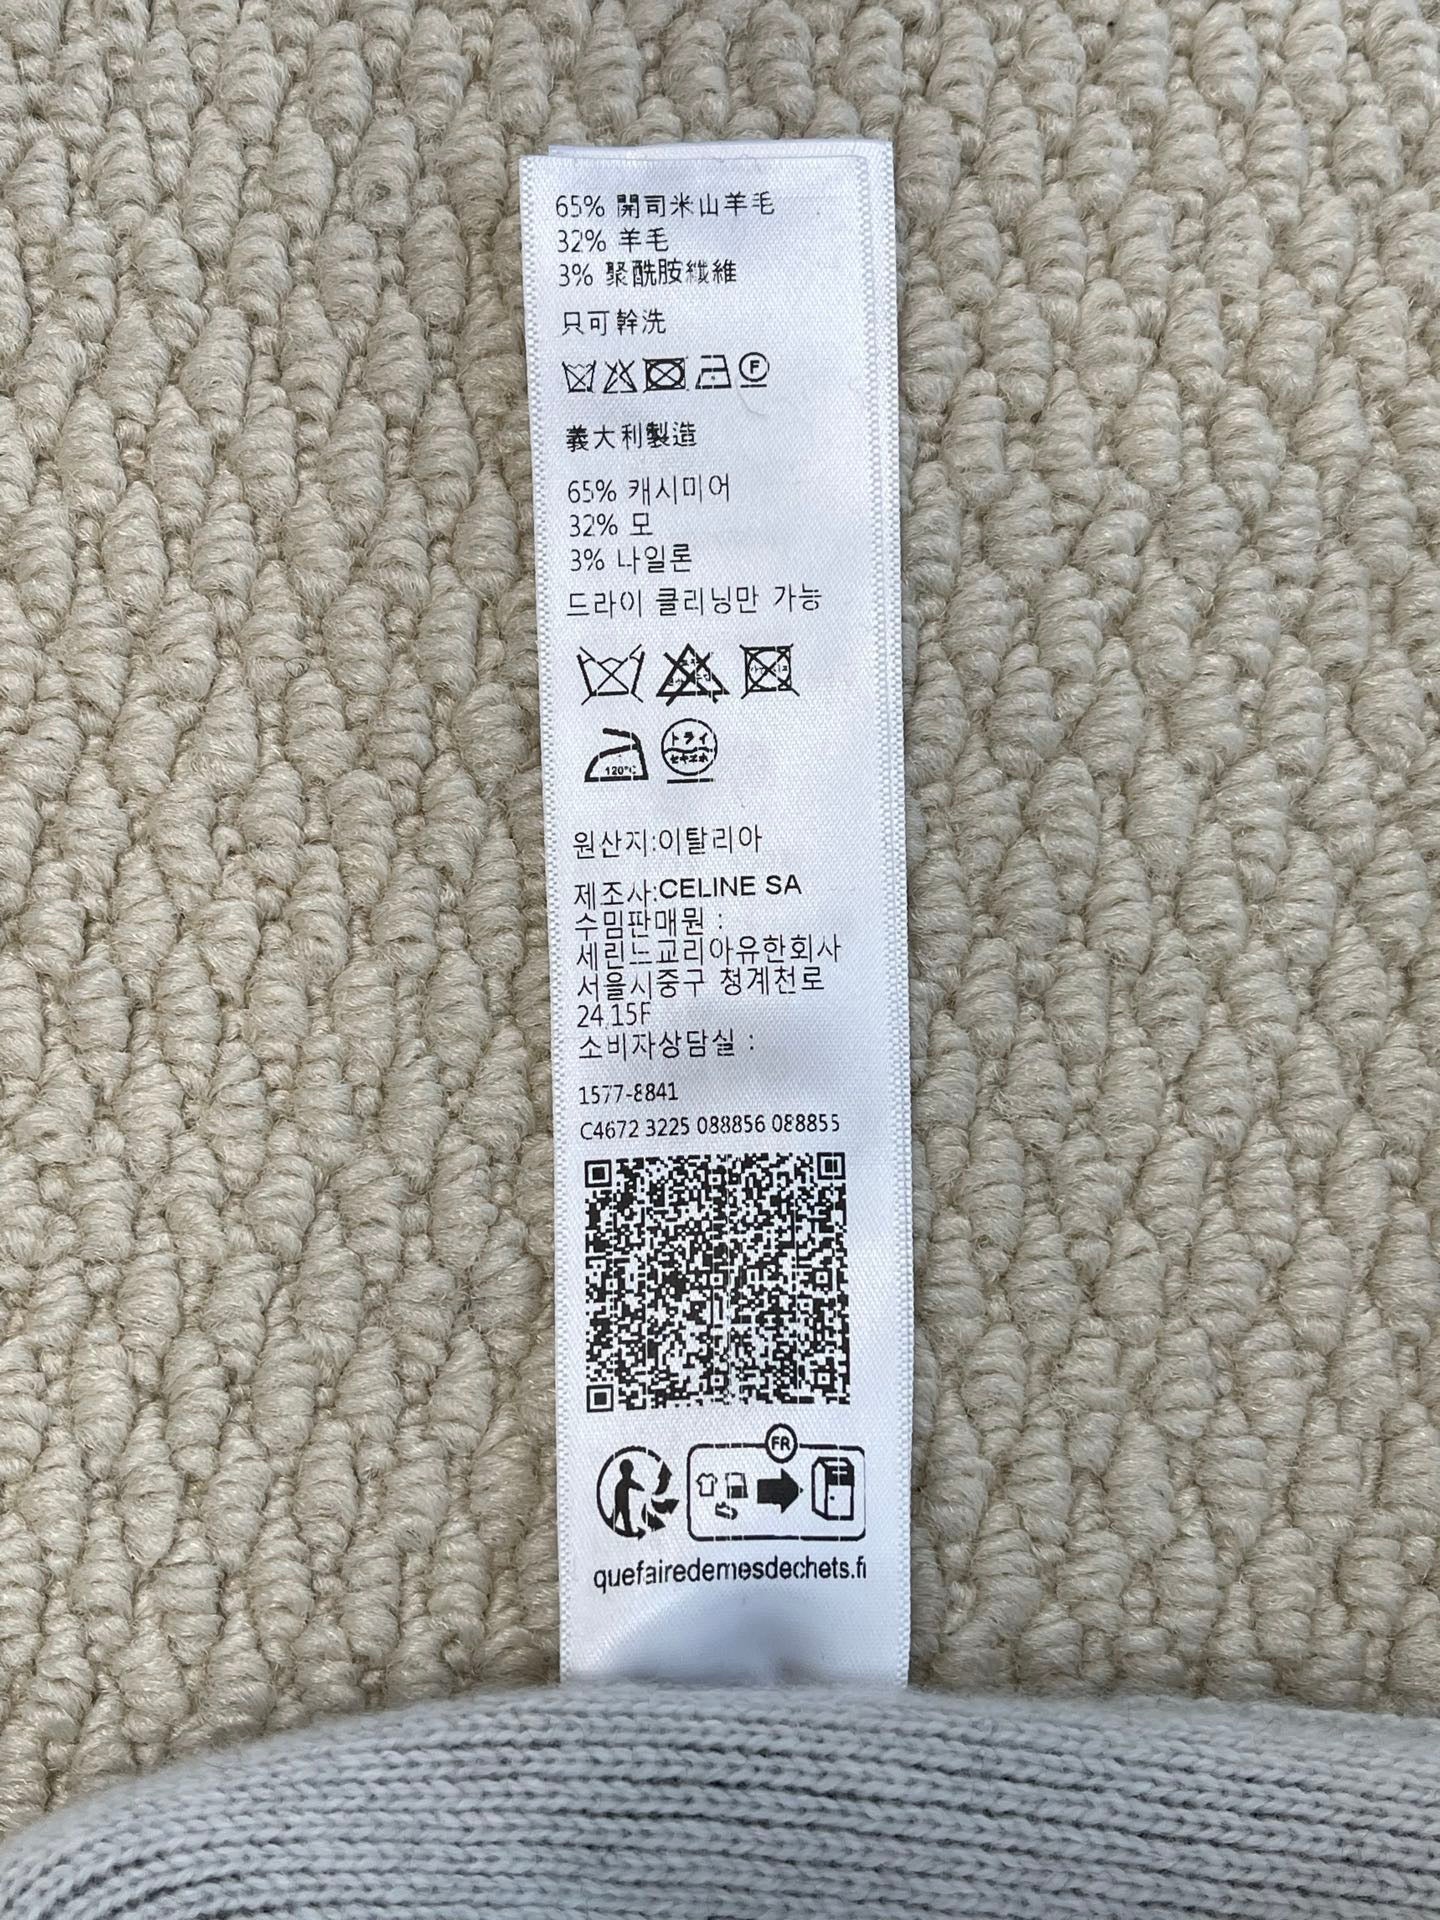 65% 開司米山羊毛
32% 羊毛
3% 聚酰胺纖維
只可幹洗
F
義大利製造
65% 캐시미어
32% 모
3% 나일론
드라이 클리닝만 가능
120°C
원산지:이탈리아
제조사:CELINE SA
수밈판매뭔 :
세린느코리아유한회사
서울시중구 청계천로
24,15F
소비자상담실 :
1577-8841
C4672 3225 088856 088855
FR
quefairedemesdechets.fr